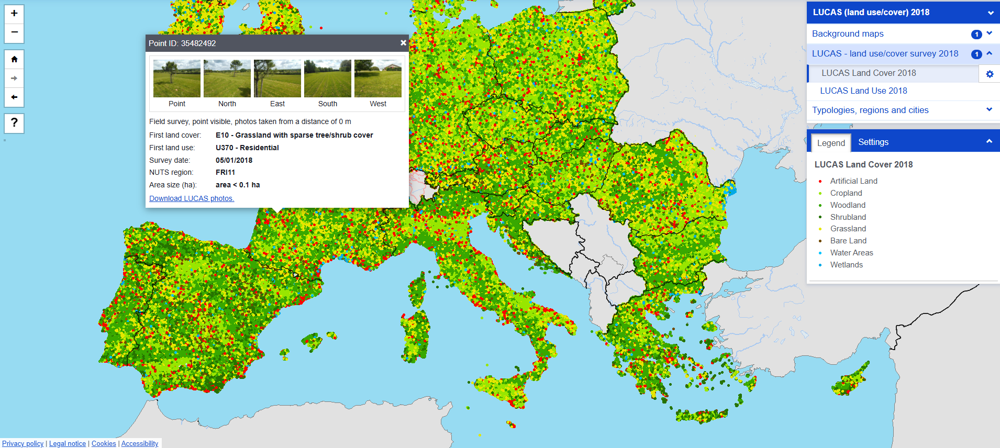 +
−
?
Point ID: 35482492
Point North East South West
Field survey, point visible, photos taken from a distance of 0 m
First land cover: E10 - Grassland with sparse tree/shrub cover
First land use: U370 - Residential
Survey date: 05/01/2018
NUTS region: FRI11
Area size (ha): area < 0.1 ha
Download LUCAS photos.
LUCAS (land use/cover) 2018
Background maps 1
LUCAS - land use/cover survey 2018 1
LUCAS Land Cover 2018
LUCAS Land Use 2018
Typologies, regions and cities
Legend Settings
LUCAS Land Cover 2018
Artificial Land
Cropland
Woodland
Shrubland
Grassland
Bare Land
Water Areas
Wetlands
Privacy policy | Legal notice | Cookies | Accessibility